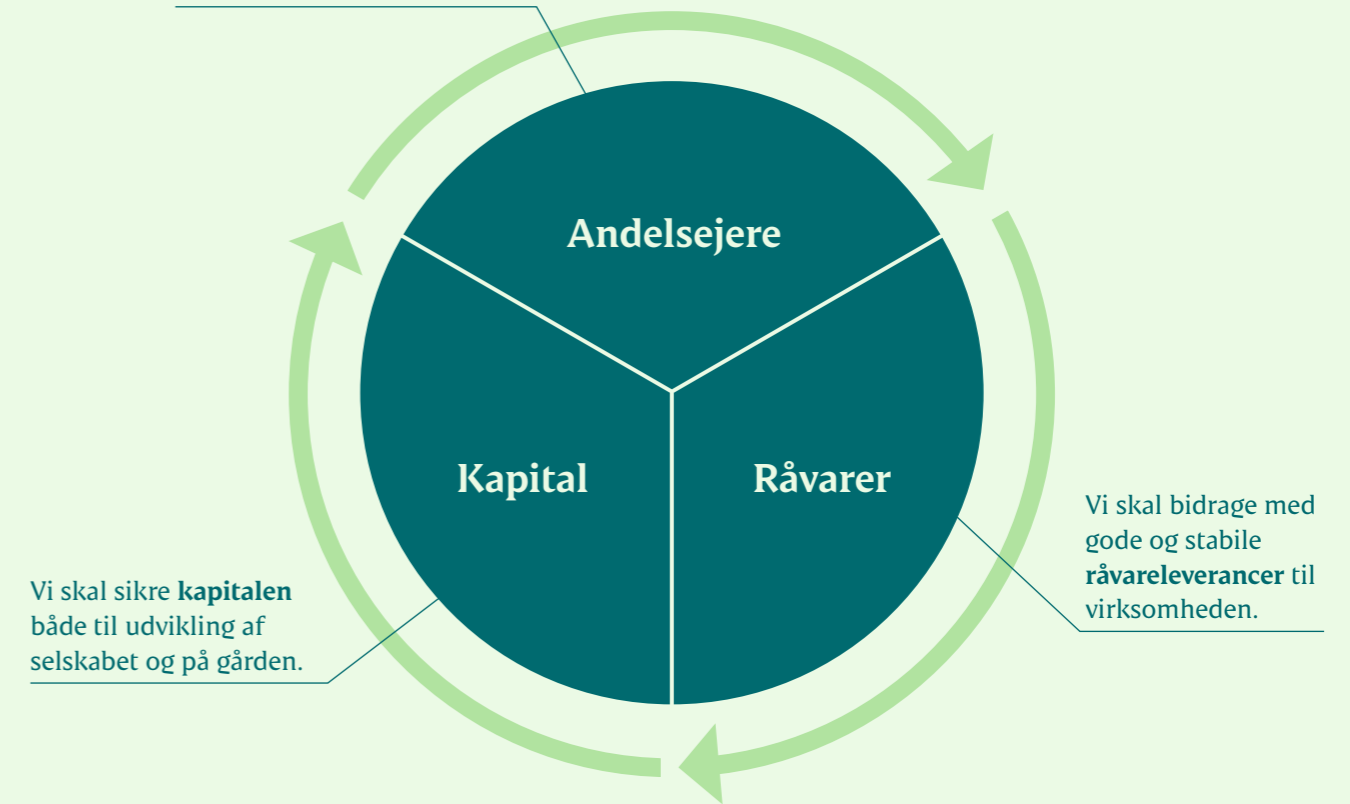 Andelsejere
Kapital
Råvarer
Vi skal bidrage med
gode og stabile
råvareleverancer til
virksomheden.
Vi skal sikre kapitalen
både til udvikling af
selskabet og på gården.